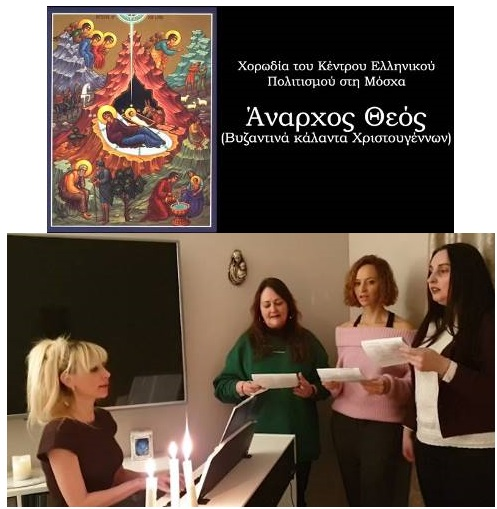 Χορωδία του Κέντρου Ελληνικού
Πολιτισμού στη Μόσχα
Άναρχος Θεός
(Βυζαντινά κάλαντα Χριστουγέννων)